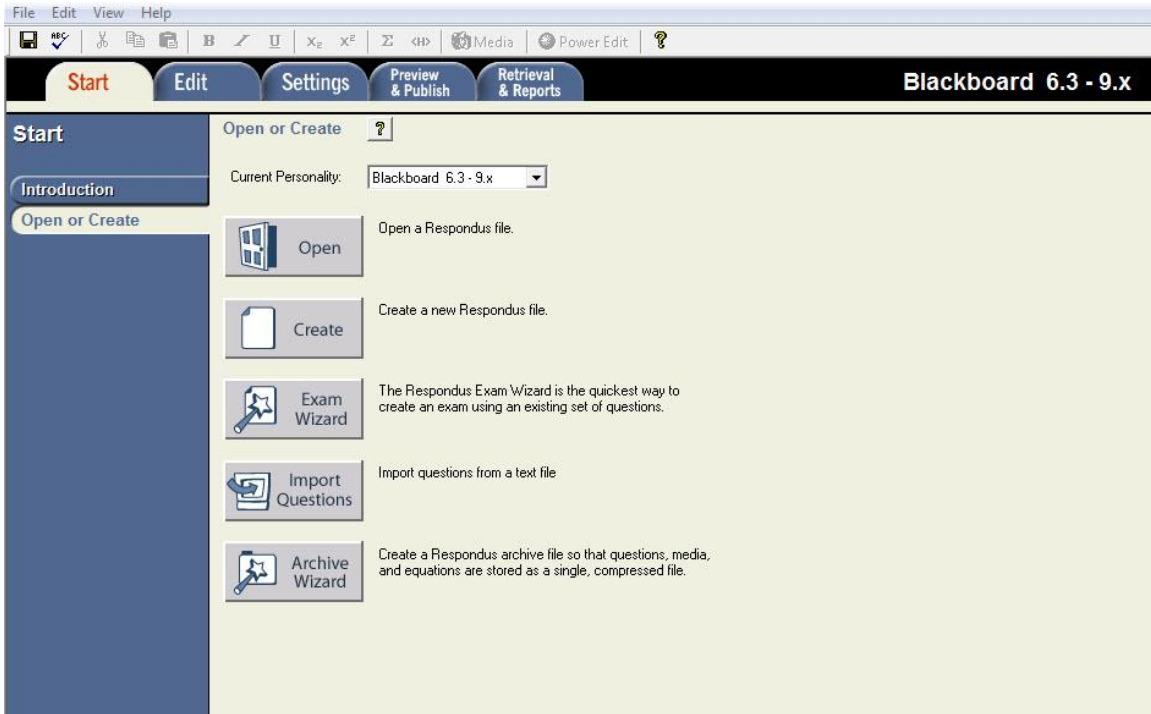 File Edit View Help
ABC B I U X₂ X² Σ <H> Media Power Edit ?
Start Edit Settings Preview & Publish Retrieval & Reports Blackboard 6.3 - 9.x
Start
Introduction
Open or Create
Open or Create ?
Current Personality: Blackboard 6.3 - 9.x
Open
Open a Respondus file.
Create
Create a new Respondus file.
Exam
Wizard
The Respondus Exam Wizard is the quickest way to
create an exam using an existing set of questions.
Import
Questions
Import questions from a text file
Archive
Wizard
Create a Respondus archive file so that questions, media,
and equations are stored as a single, compressed file.